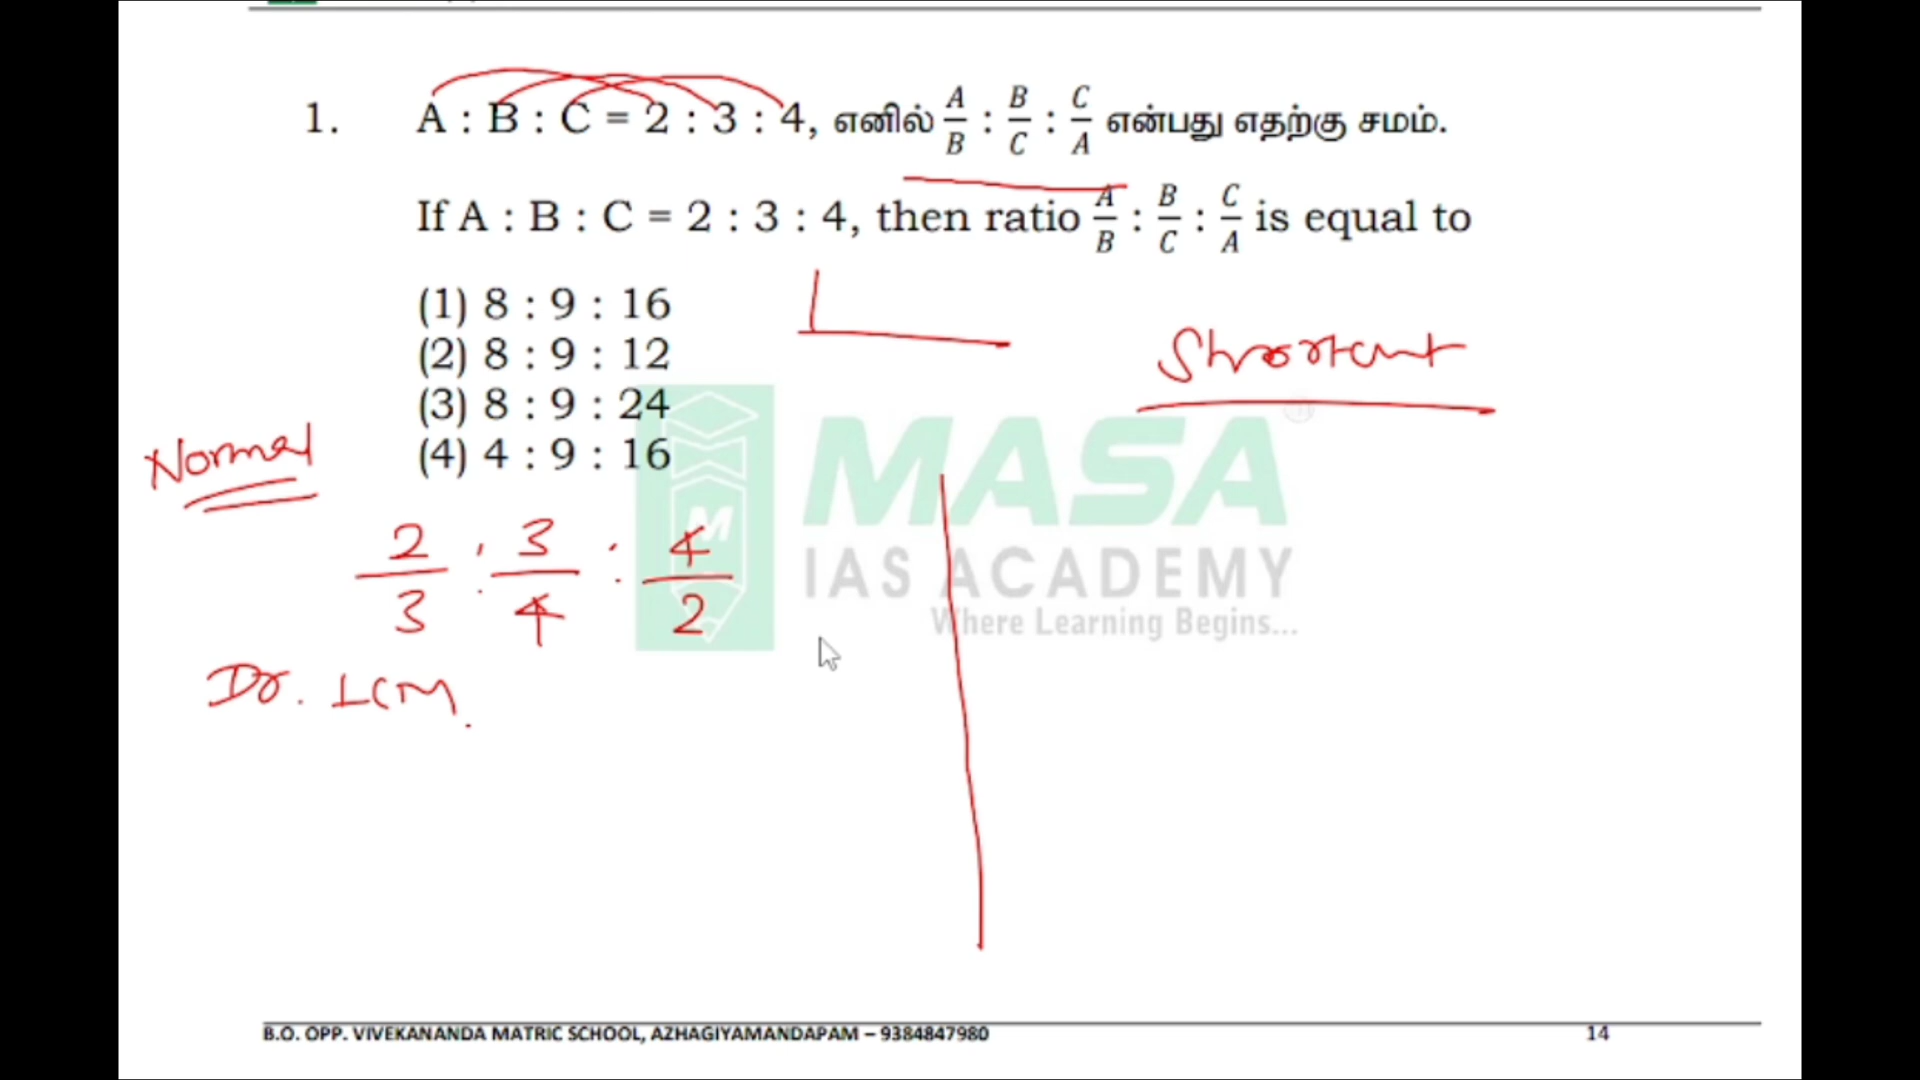 1. A : B : C = 2 : 3 : 4, எனில் A/B : B/C : C/A என்பது எதற்கு சமம்.
If A : B : C = 2 : 3 : 4, then ratio A/B : B/C : C/A is equal to
(1) 8 : 9 : 16
(2) 8 : 9 : 12
(3) 8 : 9 : 24
(4) 4 : 9 : 16
Shortcut
Normal
2/3 : 3/4 : 4/2
Dr. LCM.
M
MASA
IAS ACADEMY
Where Learning Begins...
B.O. OPP. VIVEKANANDA MATRIC SCHOOL, AZHAGIYAMANDAPAM – 9384847980
14